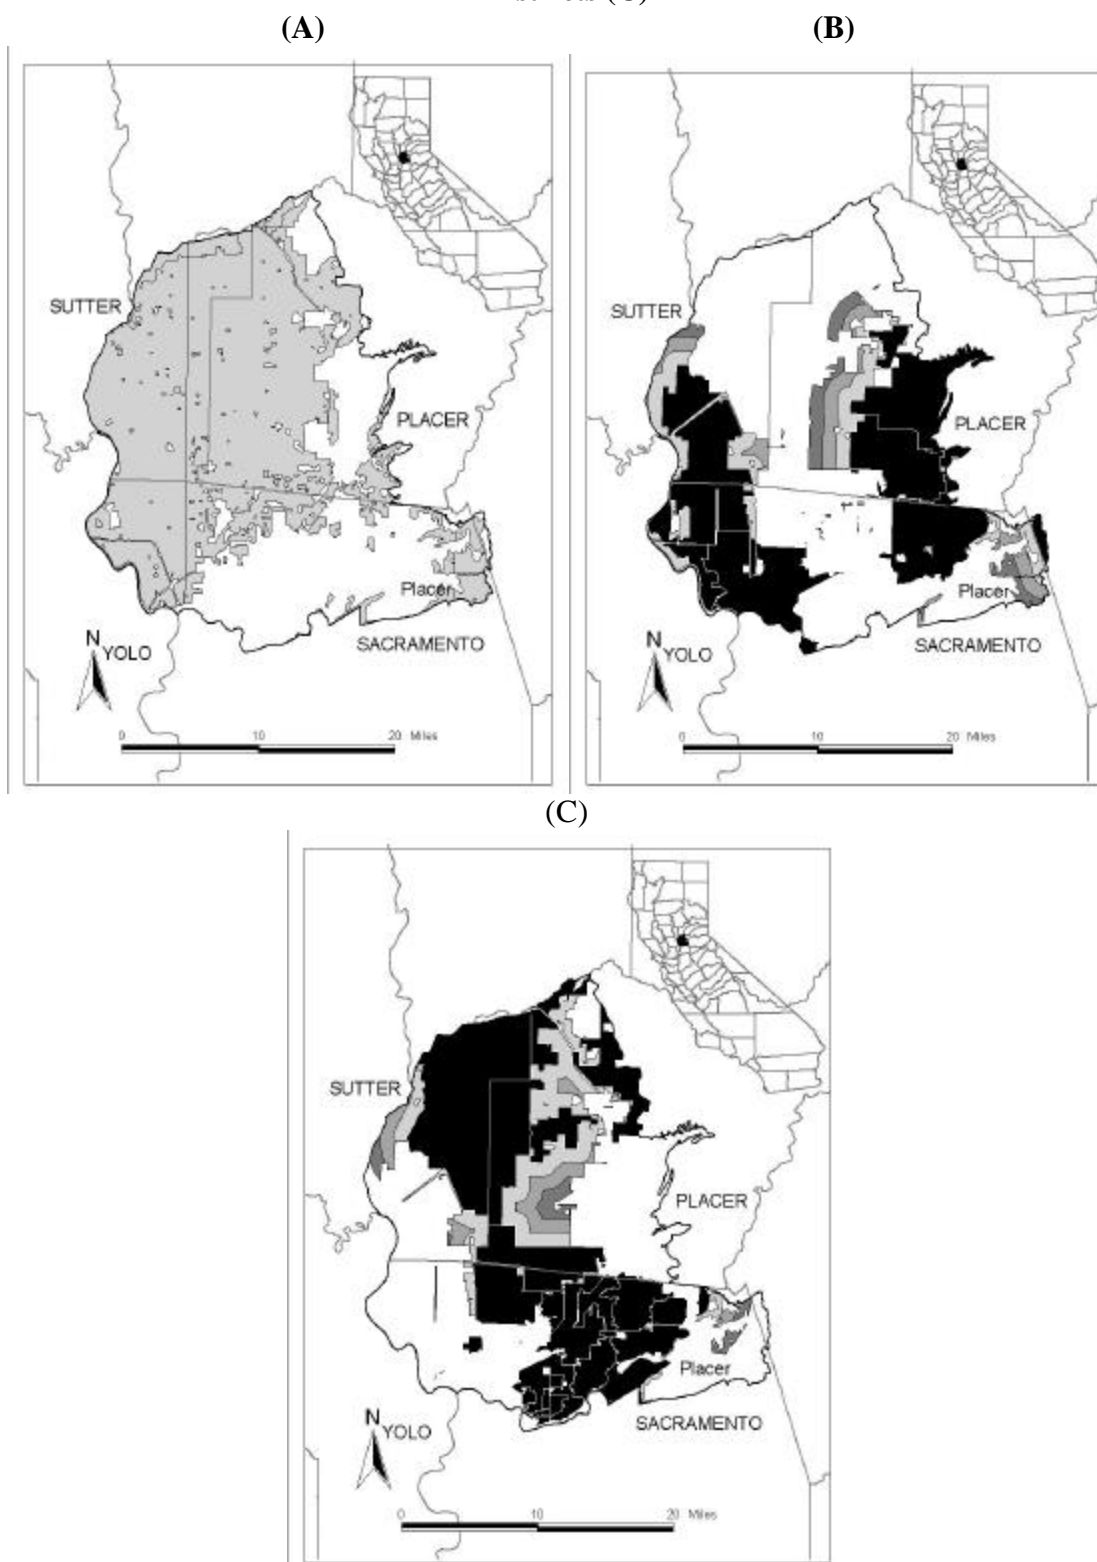 (A)
(B)
SUTTER
PLACER
Placer
SACRAMENTO
N
YOLO
0 10 20 Miles
SUTTER
PLACER
Placer
SACRAMENTO
N
YOLO
0 10 20 Miles
(C)
SUTTER
PLACER
Placer
SACRAMENTO
N
YOLO
0 10 20 Miles